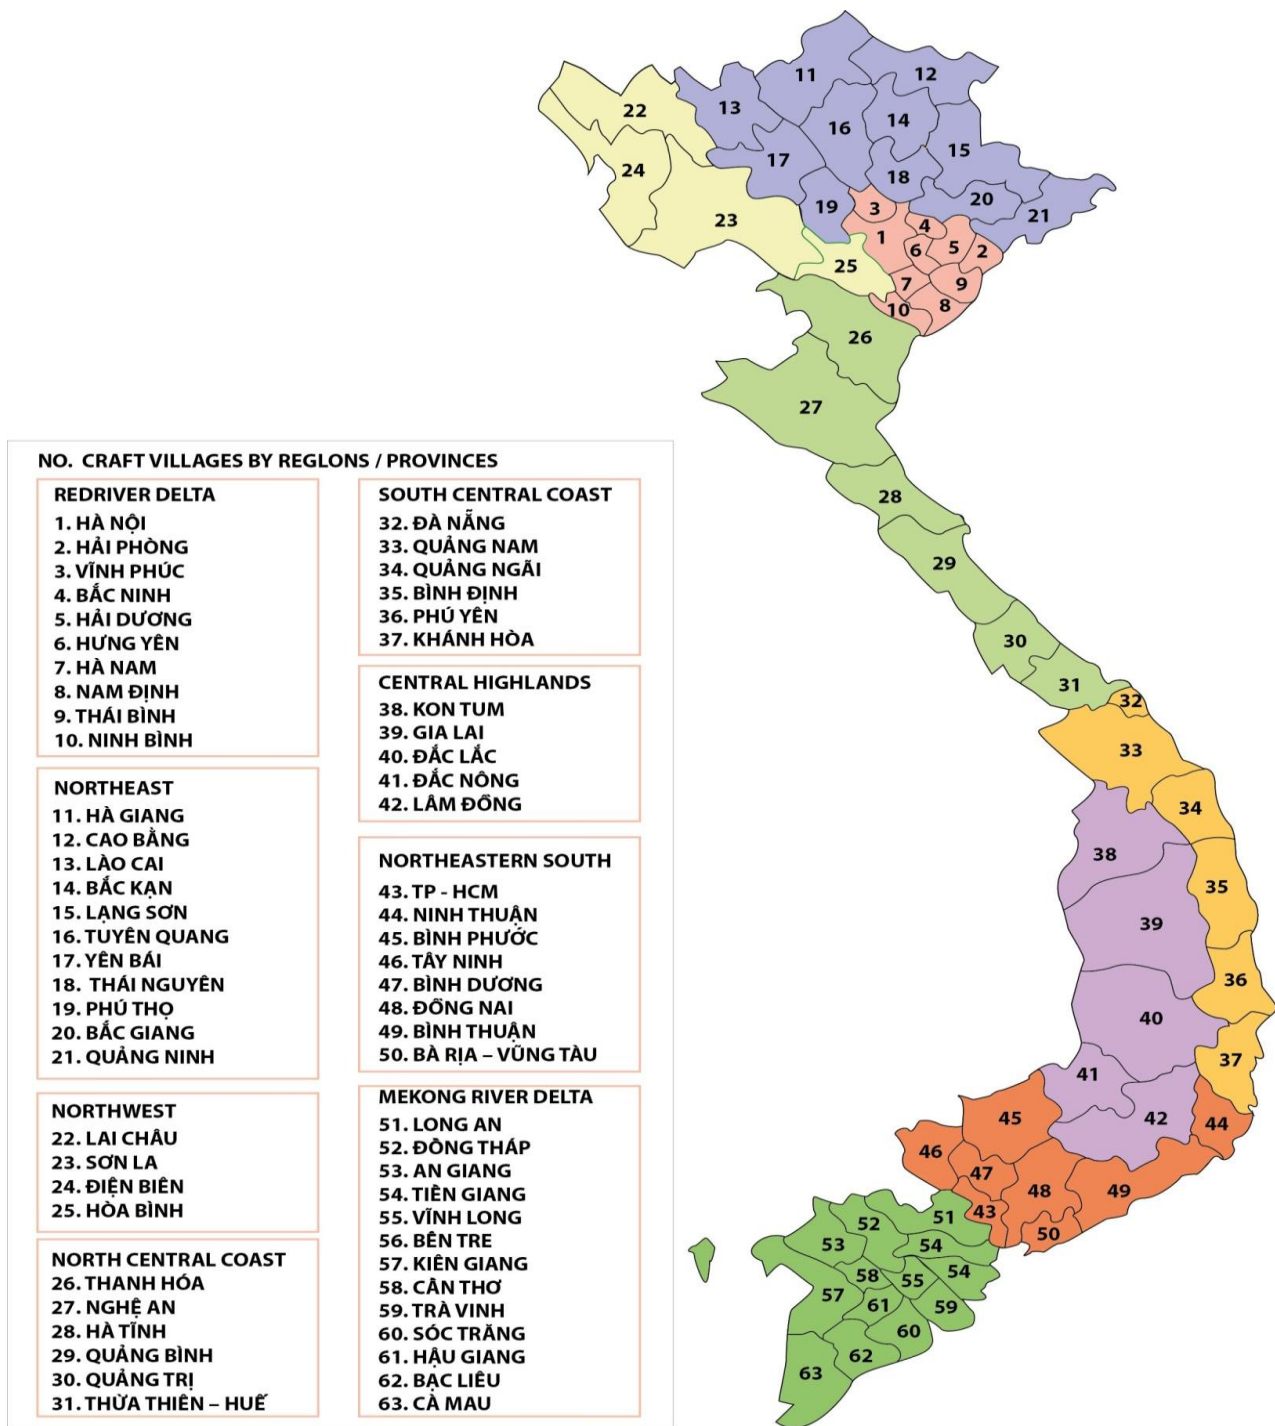 NO. CRAFT VILLAGES BY REGLONS / PROVINCES
REDRIVER DELTA
1. HÀ NỘI
2. HẢI PHÒNG
3. VĨNH PHÚC
4. BẮC NINH
5. HẢI DƯƠNG
6. HƯNG YÊN
7. HÀ NAM
8. NAM ĐỊNH
9. THÁI BÌNH
10. NINH BÌNH
NORTHEAST
11. HÀ GIANG
12. CAO BẰNG
13. LÀO CAI
14. BẮC KẠN
15. LẠNG SƠN
16. TUYÊN QUANG
17. YÊN BÁI
18. THÁI NGUYÊN
19. PHÚ THỌ
20. BẮC GIANG
21. QUẢNG NINH
NORTHWEST
22. LAI CHÂU
23. SƠN LA
24. ĐIỆN BIÊN
25. HÒA BÌNH
NORTH CENTRAL COAST
26. THANH HÓA
27. NGHỆ AN
28. HÀ TĨNH
29. QUẢNG BÌNH
30. QUẢNG TRỊ
31. THỪA THIÊN – HUẾ
SOUTH CENTRAL COAST
32. ĐÀ NẴNG
33. QUẢNG NAM
34. QUẢNG NGÃI
35. BÌNH ĐỊNH
36. PHÚ YÊN
37. KHÁNH HÒA
CENTRAL HIGHLANDS
38. KON TUM
39. GIA LAI
40. ĐẮC LẮC
41. ĐẮC NÔNG
42. LÂM ĐỒNG
NORTHEASTERN SOUTH
43. TP - HCM
44. NINH THUẬN
45. BÌNH PHƯỚC
46. TÂY NINH
47. BÌNH DƯƠNG
48. ĐỒNG NAI
49. BÌNH THUẬN
50. BÀ RỊA – VŨNG TÀU
MEKONG RIVER DELTA
51. LONG AN
52. ĐỒNG THÁP
53. AN GIANG
54. TIỀN GIANG
55. VĨNH LONG
56. BẾN TRE
57. KIÊN GIANG
58. CẦN THƠ
59. TRÀ VINH
60. SÓC TRĂNG
61. HẬU GIANG
62. BẠC LIÊU
63. CÀ MAU
11
12
22
13
16
14
15
24
17
18
20
19
3
21
23
4
1
6
5
2
25
7
9
10
8
26
27
28
29
30
31
32
33
34
38
35
39
36
40
37
41
45
42
44
46
47
48
49
43
50
51
52
53
54
58
55
54
57
61
59
60
62
63